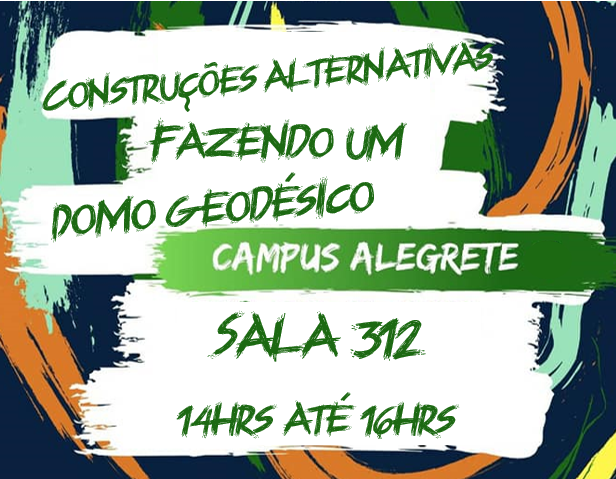 CONSTRUÇÕES ALTERNATIVAS
FAZENDO UM
DOMO GEODÉSICO
CAMPUS ALEGRETE
SALA 312
14HRS ATÉ 16HRS